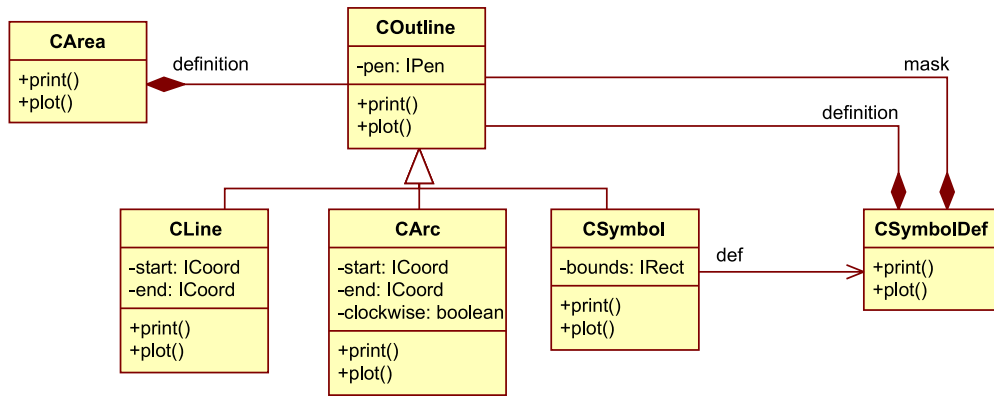 CArea
+print()
+plot()
definition
COutline
-pen: IPen
+print()
+plot()
mask
definition
CLine
-start: ICoord
-end: ICoord
+print()
+plot()
CArc
-start: ICoord
-end: ICoord
-clockwise: boolean
+print()
+plot()
CSymbol
-bounds: IRect
+print()
+plot()
def
CSymbolDef
+print()
+plot()